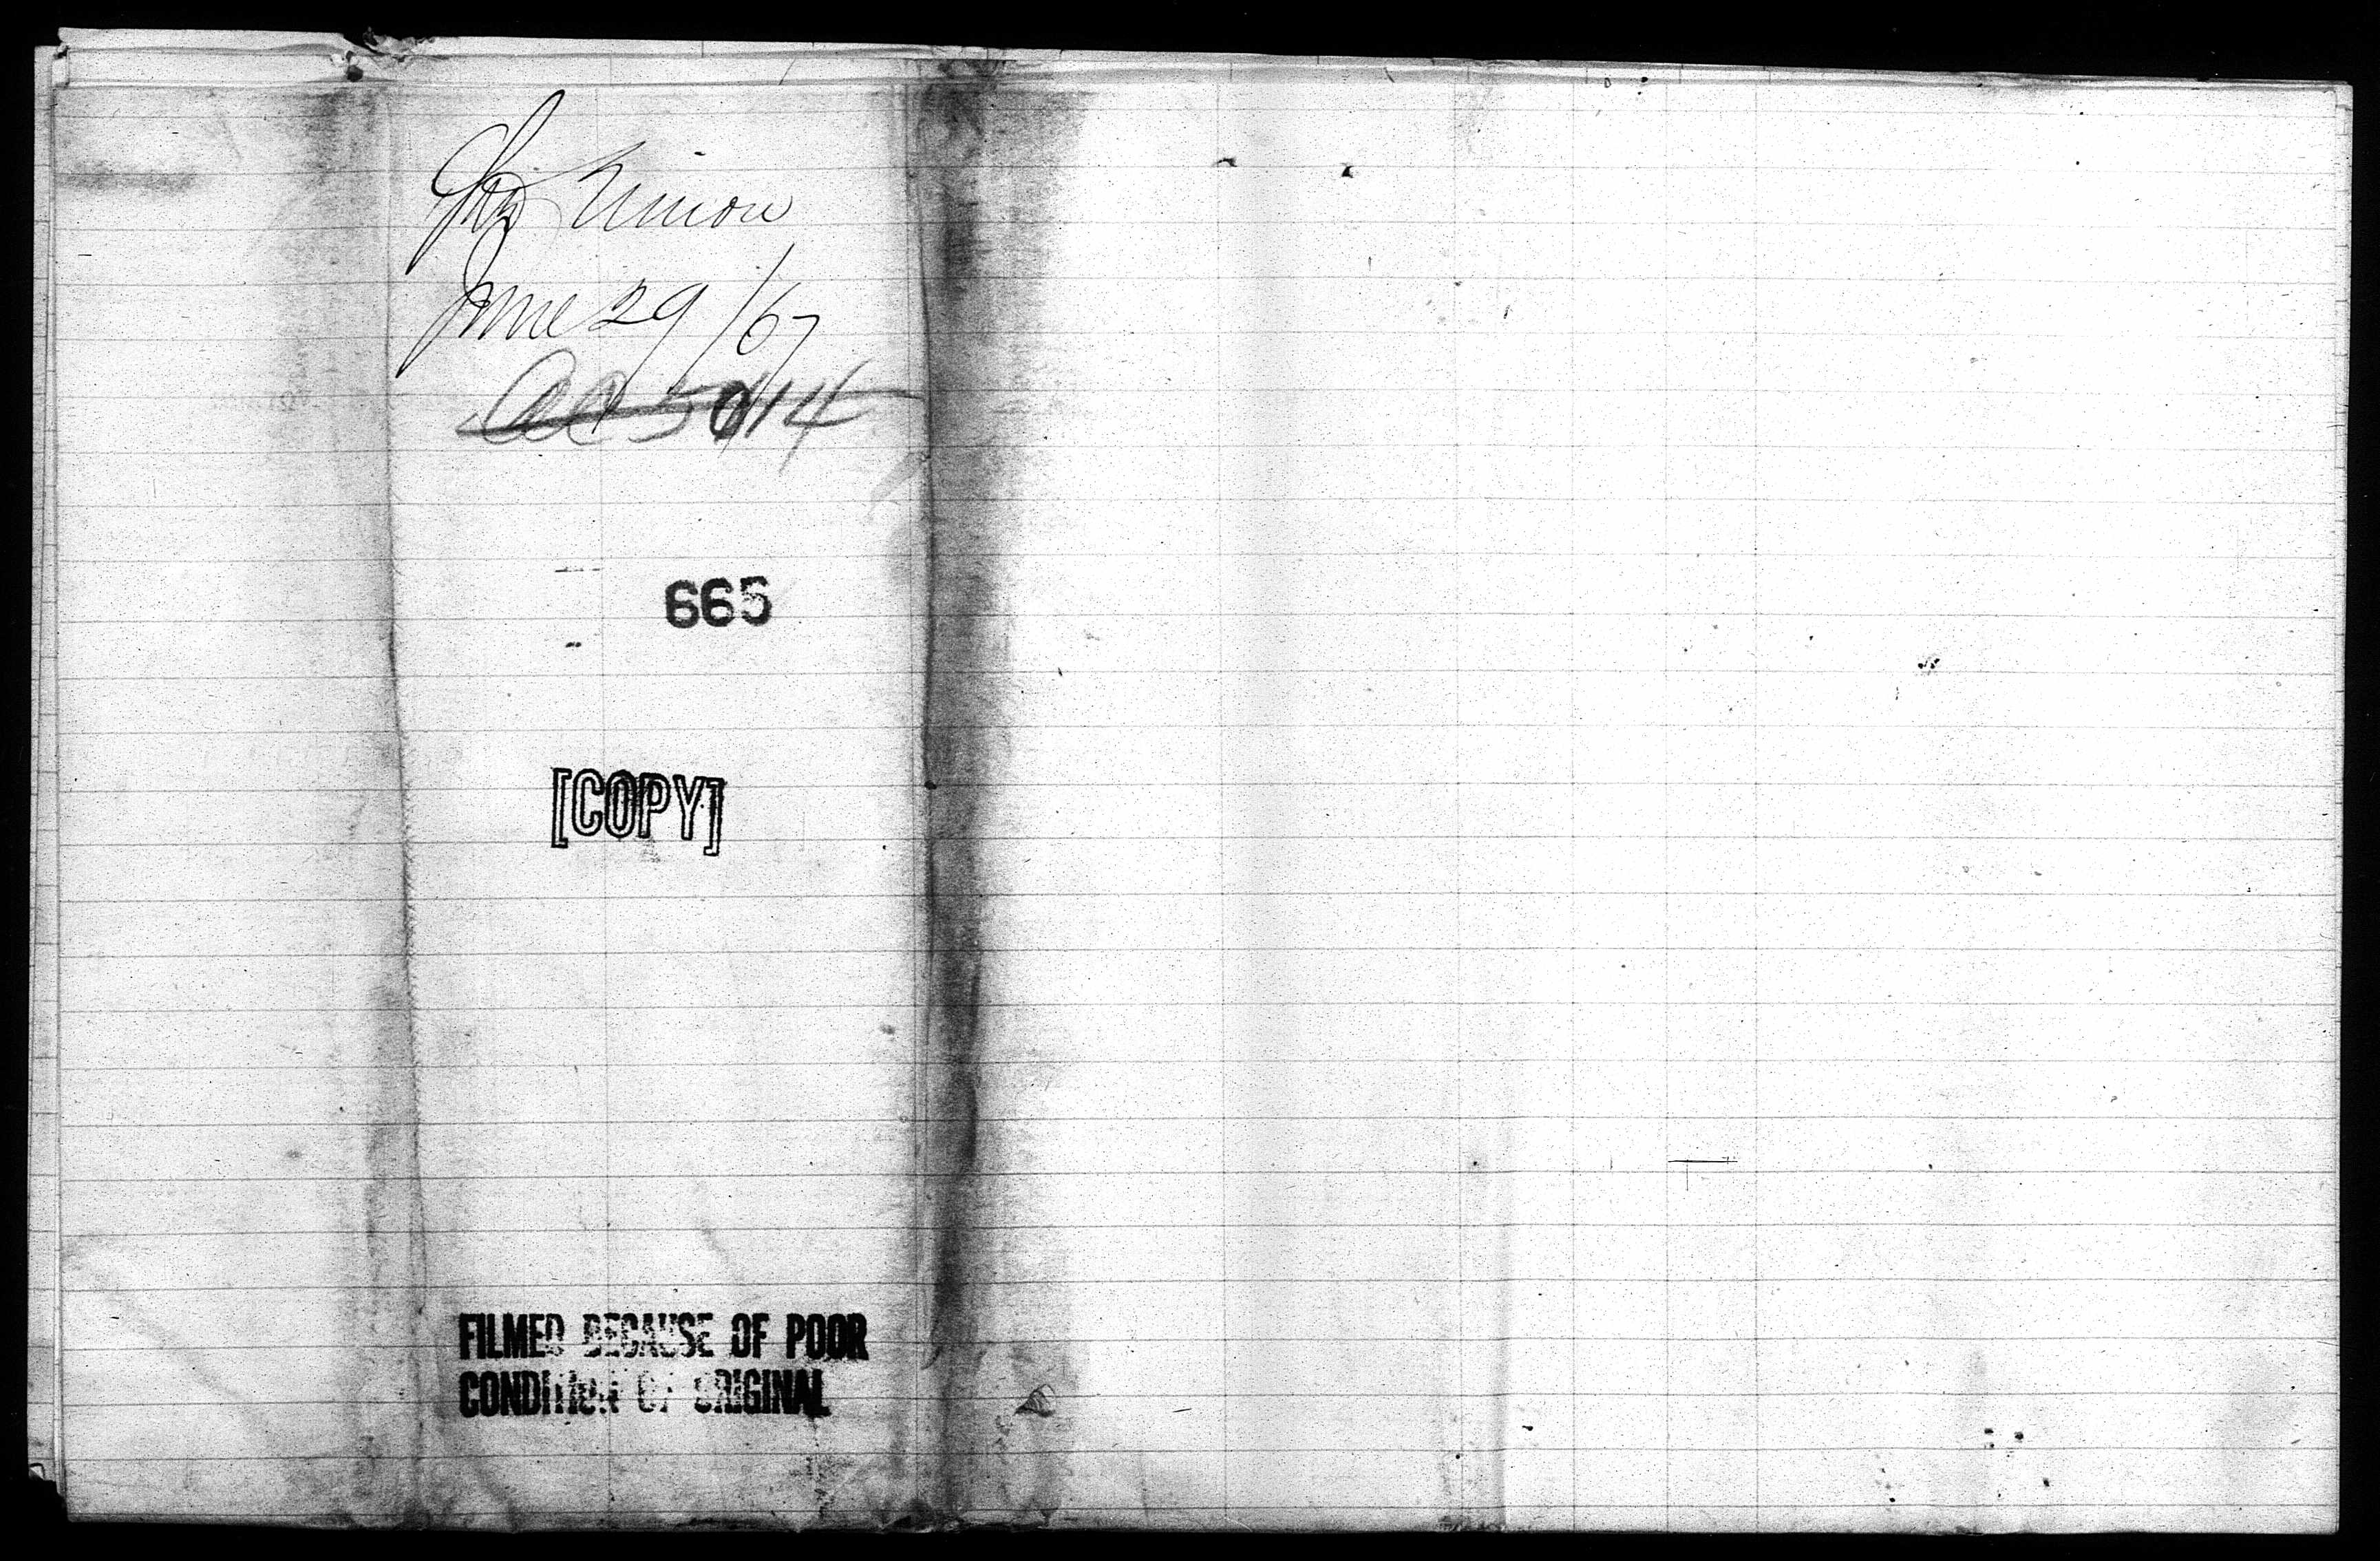 Union
June 29/67
665
[COPY]
FILMED BECAUSE OF POOR
CONDITION OF ORIGINAL